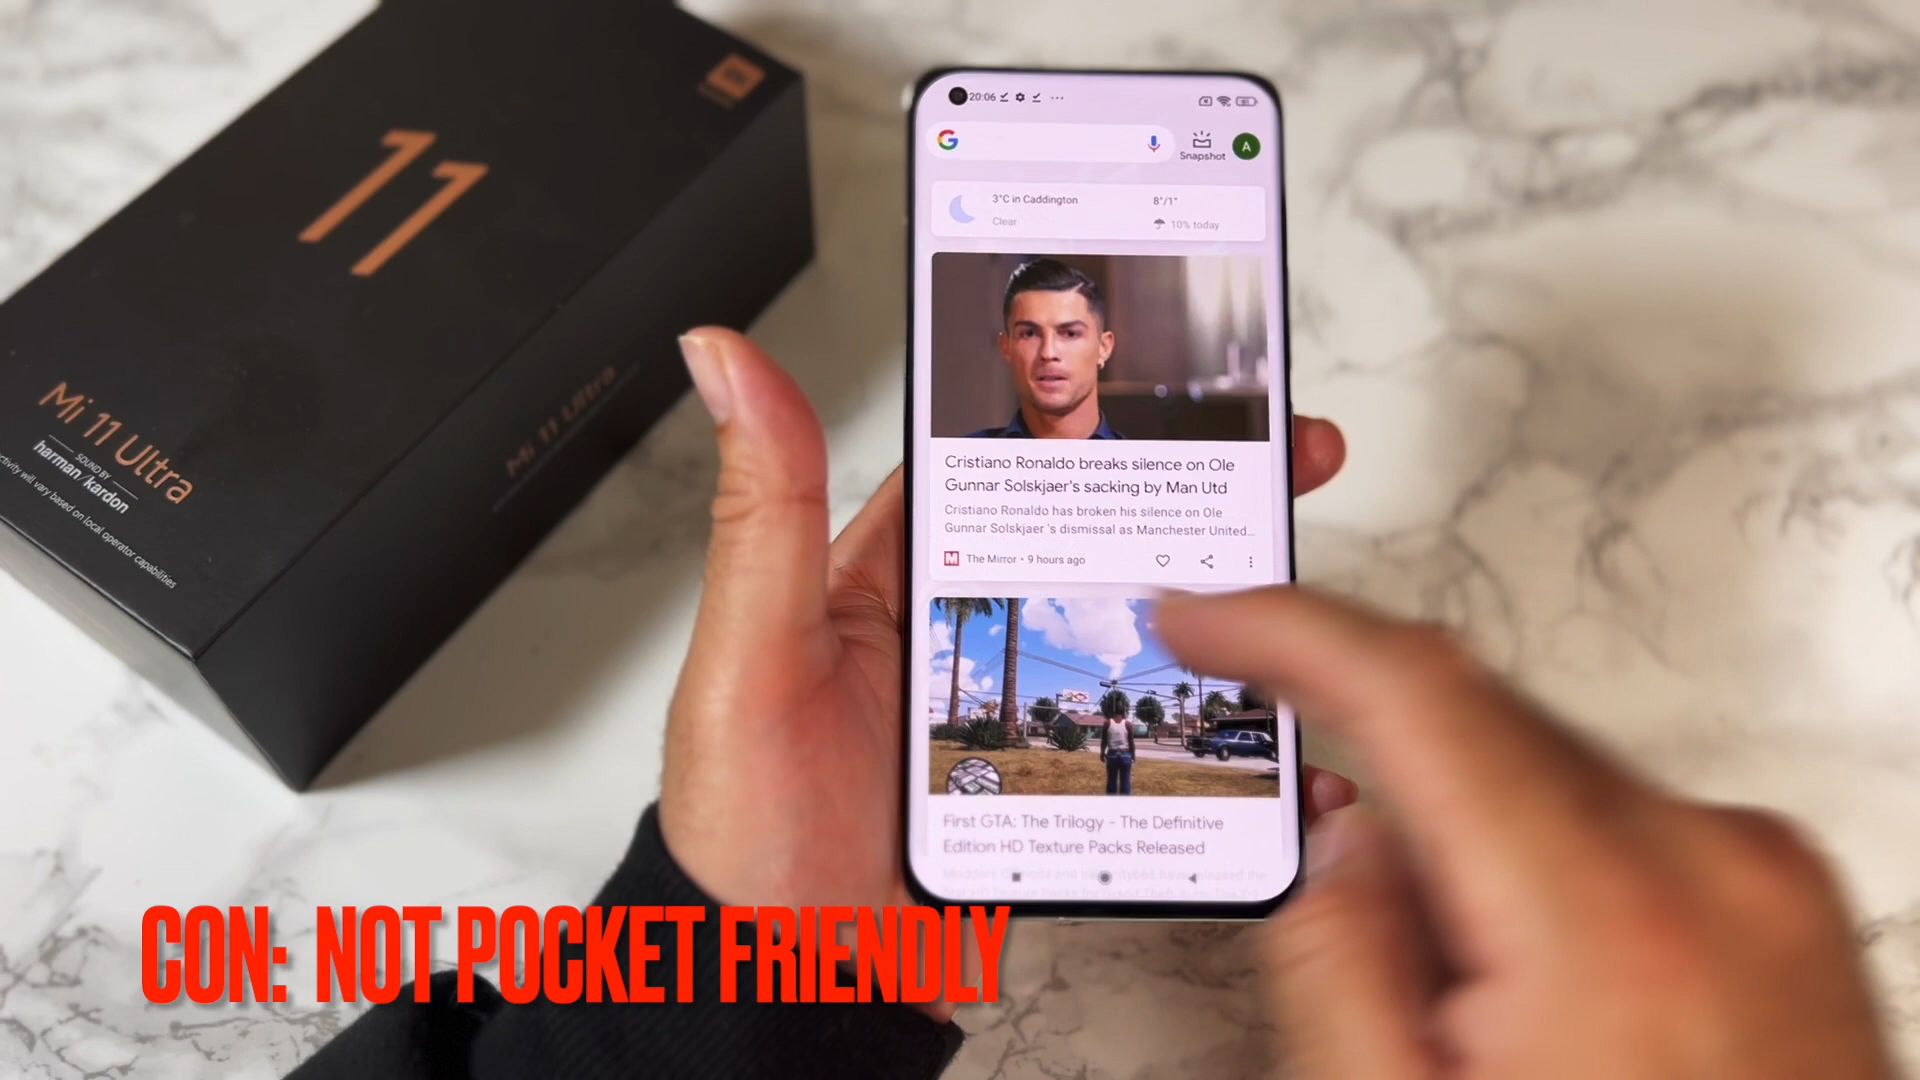 11
Mi 11 Ultra
SOUND BY
harman/kardon
vary based on local operator capabilities
Mi 11 Ultra
20:06
G
Snapshot
A
3°C in Caddington
8°/1°
Clear
10% today
Cristiano Ronaldo breaks silence on Ole
Gunnar Solskjaer's sacking by Man Utd
Cristiano Ronaldo has broken his silence on Ole
Gunnar Solskjaer 's dismissal as Manchester United...
M The Mirror • 9 hours ago
First GTA: The Trilogy - The Definitive
Edition HD Texture Packs Released
CON: NOT POCKET FRIENDLY